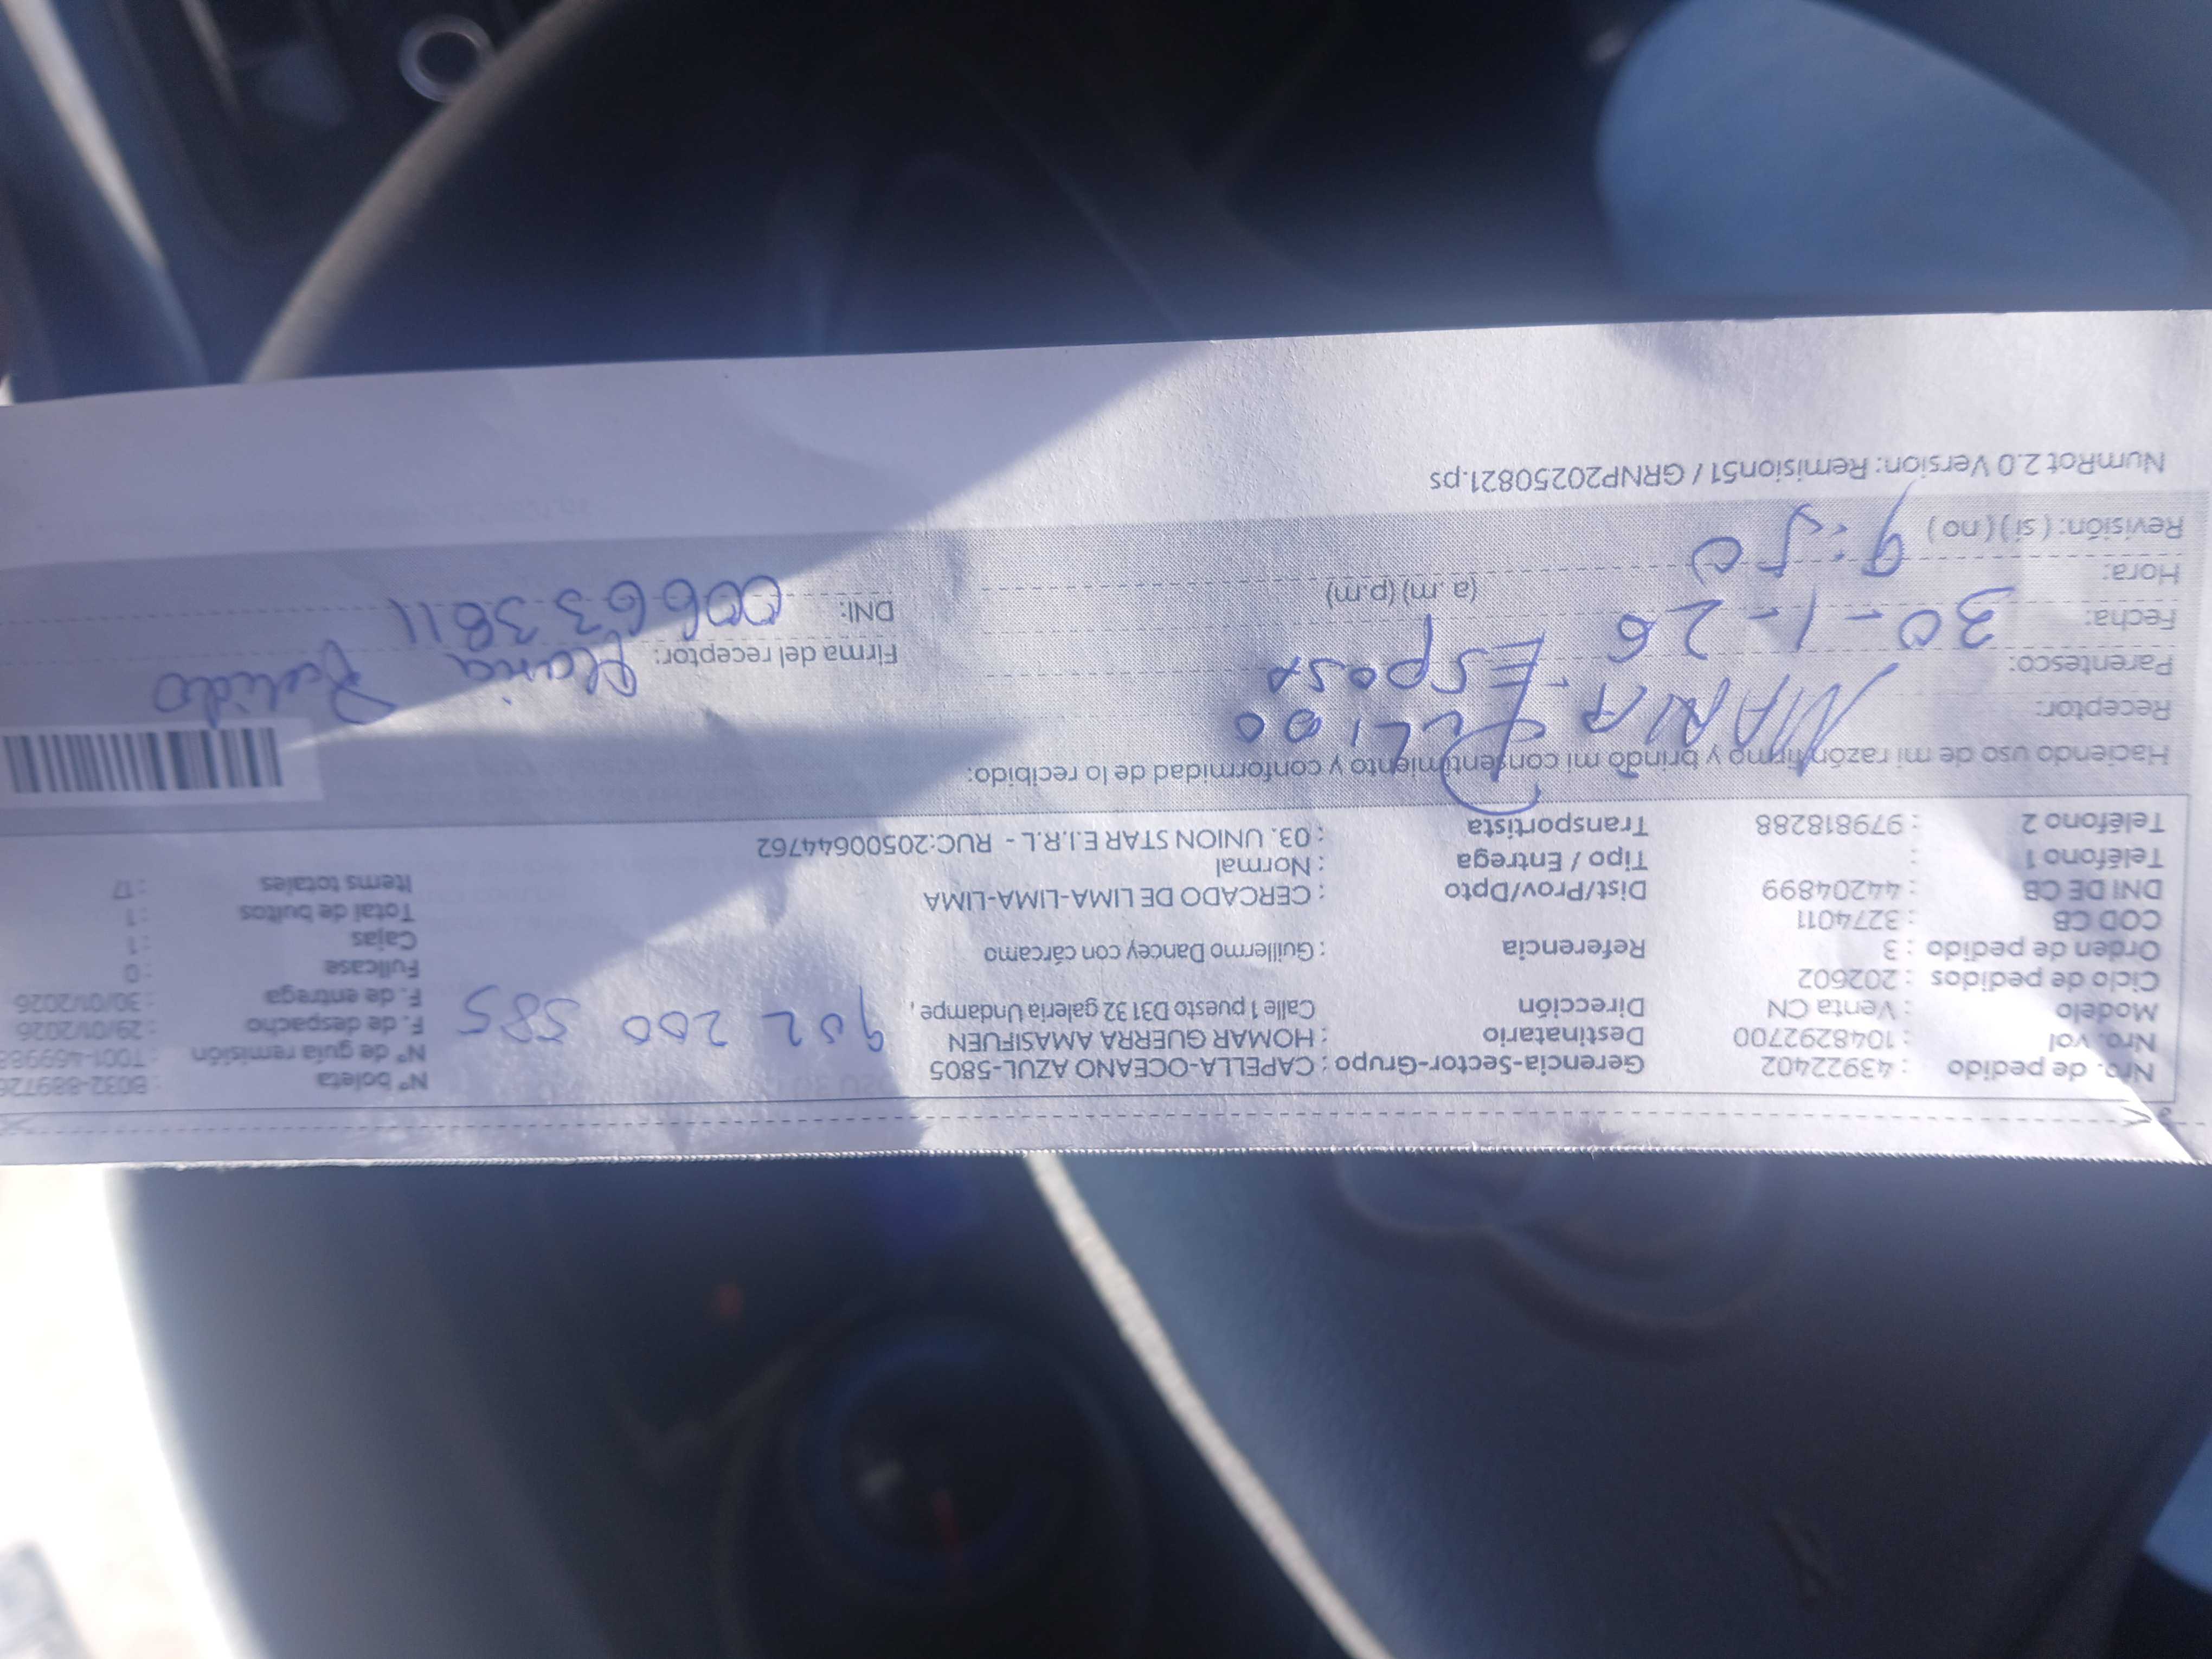 Nro. de pedido : 43922402 Gerencia-Sector-Grupo : CAPELLA-OCEANO AZUL-5805 N° boleta : B032-889726
Nro. vol : 1048292700 Destinatario : HOMAR GUERRA AMASIFUEN N° de guía remisión : T001-469988
Modelo : Venta CN Dirección Calle 1 puesto D31 32 galeria Undampe , F. de despacho : 29/01/2026
902 200 585
Ciclo de pedidos : 202602 F. de entrega : 30/01/2026
Orden de pedido : 3 Referencia : Guillermo Dancey con cárcamo Fullcase : 0
COD CB : 3274011 Cajas : 1
DNI DE CB : 44204899 Dist/Prov/Dpto : CERCADO DE LIMA-LIMA-LIMA Total de bultos : 1
Teléfono 1 : Tipo / Entrega : Normal Items totales : 17
Teléfono 2 : 979818288 Transportista : 03. UNION STAR E.I.R.L - RUC:20500644762
Haciendo uso de mi razón firmo y brindo mi consentimiento y conformidad de lo recibido:
Receptor: MARIA
Parentesco: Esposa Firma del receptor: Maria
Fecha: 30-1-26 DNI:
Hora: 9:50 (a .m) (p.m)
Revisión: ( sí ) ( no )
NumRot 2.0 Version: Remision51 / GRNP20250821.ps